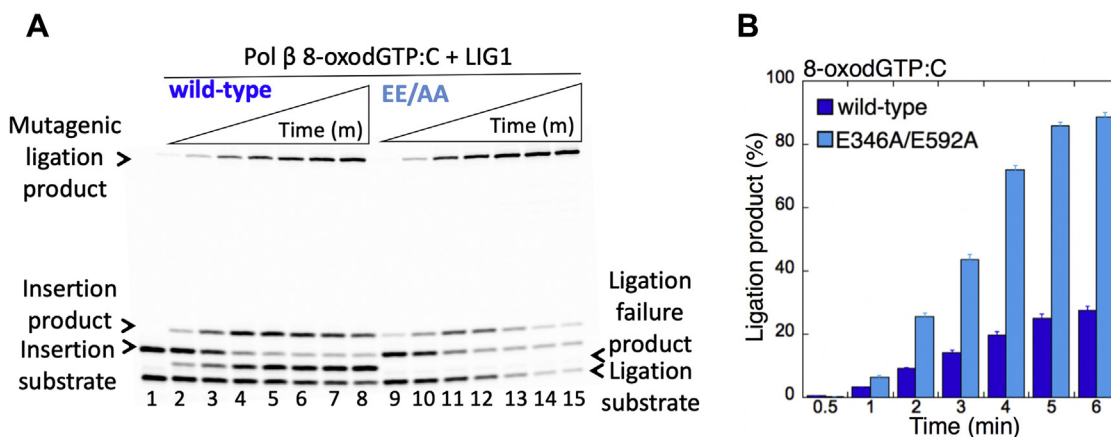 A
Pol β 8-oxodGTP:C + LIG1
wild-type
EE/AA
Time (m)
Time (m)
Mutagenic
ligation
product
Insertion
product
Insertion
substrate
Ligation
failure
product
Ligation
substrate
1 2 3 4 5 6 7 8 9 10 11 12 13 14 15
B
8-oxodGTP:C
wild-type
E346A/E592A
Ligation product (%)
100
80
60
40
20
0
0.5 1 2 3 4 5 6
Time (min)